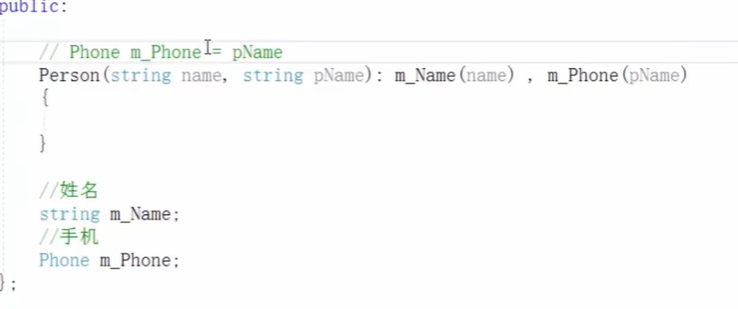 public:
// Phone m_Phone = pName
Person(string name, string pName): m_Name(name) , m_Phone(pName)
{
}
//姓名
string m_Name;
//手机
Phone m_Phone;
};